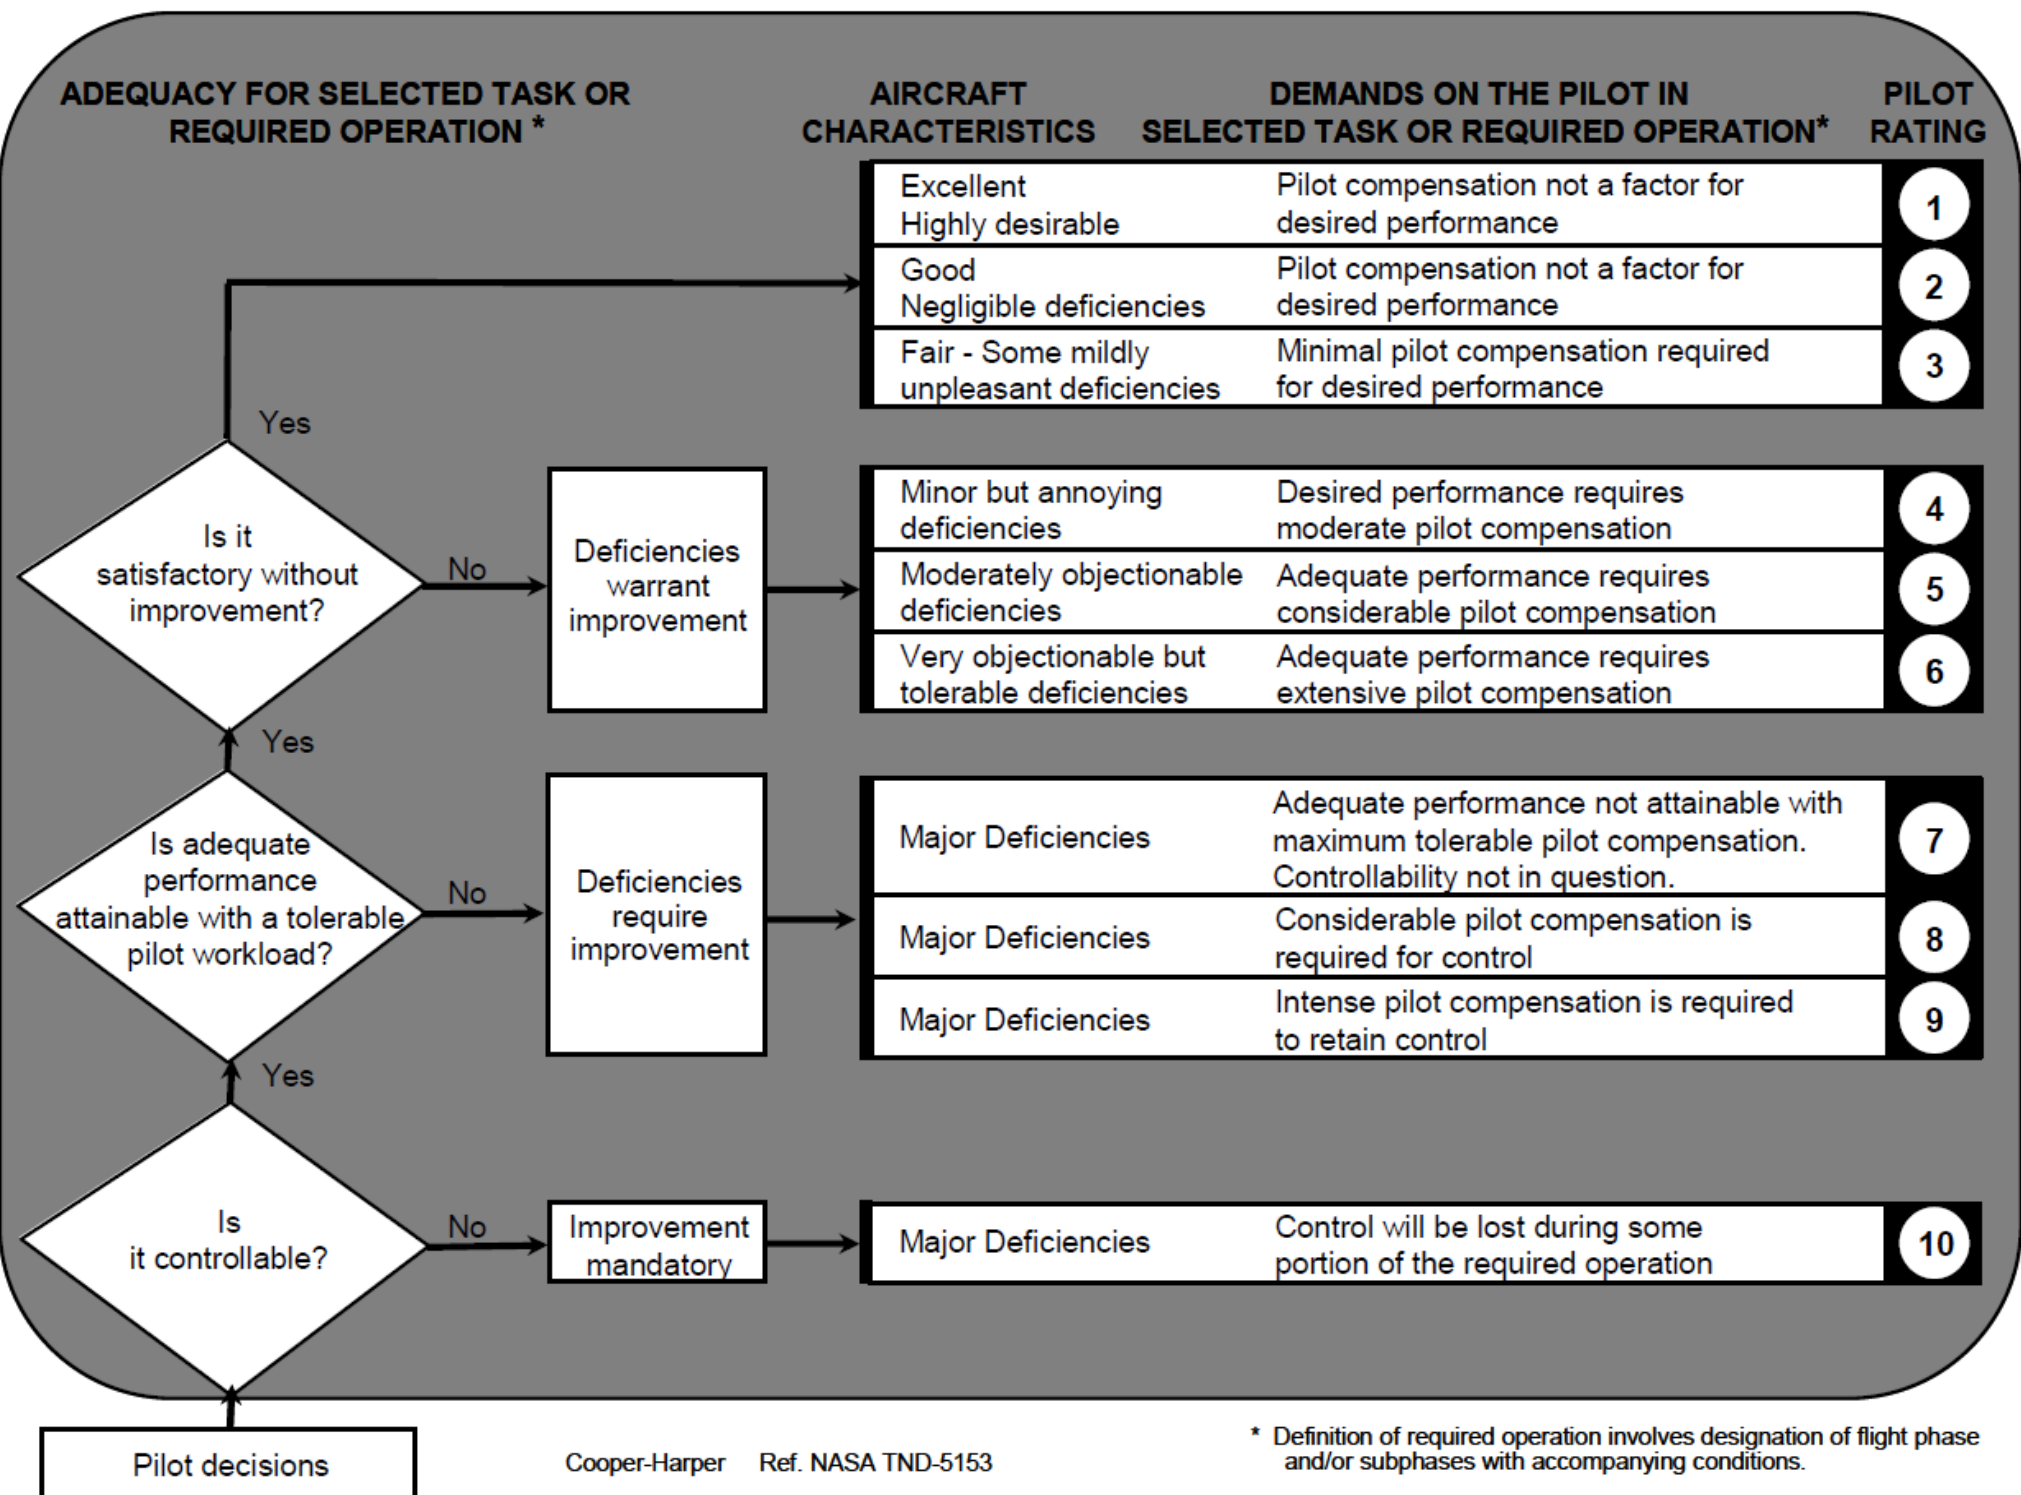 ADEQUACY FOR SELECTED TASK OR
REQUIRED OPERATION *
AIRCRAFT
CHARACTERISTICS
DEMANDS ON THE PILOT IN
SELECTED TASK OR REQUIRED OPERATION*
PILOT
RATING
Excellent
Highly desirable
Pilot compensation not a factor for
desired performance
1
Good
Negligible deficiencies
Pilot compensation not a factor for
desired performance
2
Fair - Some mildly
unpleasant deficiencies
Minimal pilot compensation required
for desired performance
3
Yes
Is it
satisfactory without
improvement?
No
Deficiencies
warrant
improvement
Minor but annoying
deficiencies
Desired performance requires
moderate pilot compensation
4
Moderately objectionable
deficiencies
Adequate performance requires
considerable pilot compensation
5
Very objectionable but
tolerable deficiencies
Adequate performance requires
extensive pilot compensation
6
Yes
Is adequate
performance
attainable with a tolerable
pilot workload?
No
Deficiencies
require
improvement
Major Deficiencies
Adequate performance not attainable with
maximum tolerable pilot compensation.
Controllability not in question.
7
Major Deficiencies
Considerable pilot compensation is
required for control
8
Major Deficiencies
Intense pilot compensation is required
to retain control
9
Yes
Is
it controllable?
No
Improvement
mandatory
Major Deficiencies
Control will be lost during some
portion of the required operation
10
Pilot decisions
Cooper-Harper Ref. NASA TND-5153
* Definition of required operation involves designation of flight phase
and/or subphases with accompanying conditions.